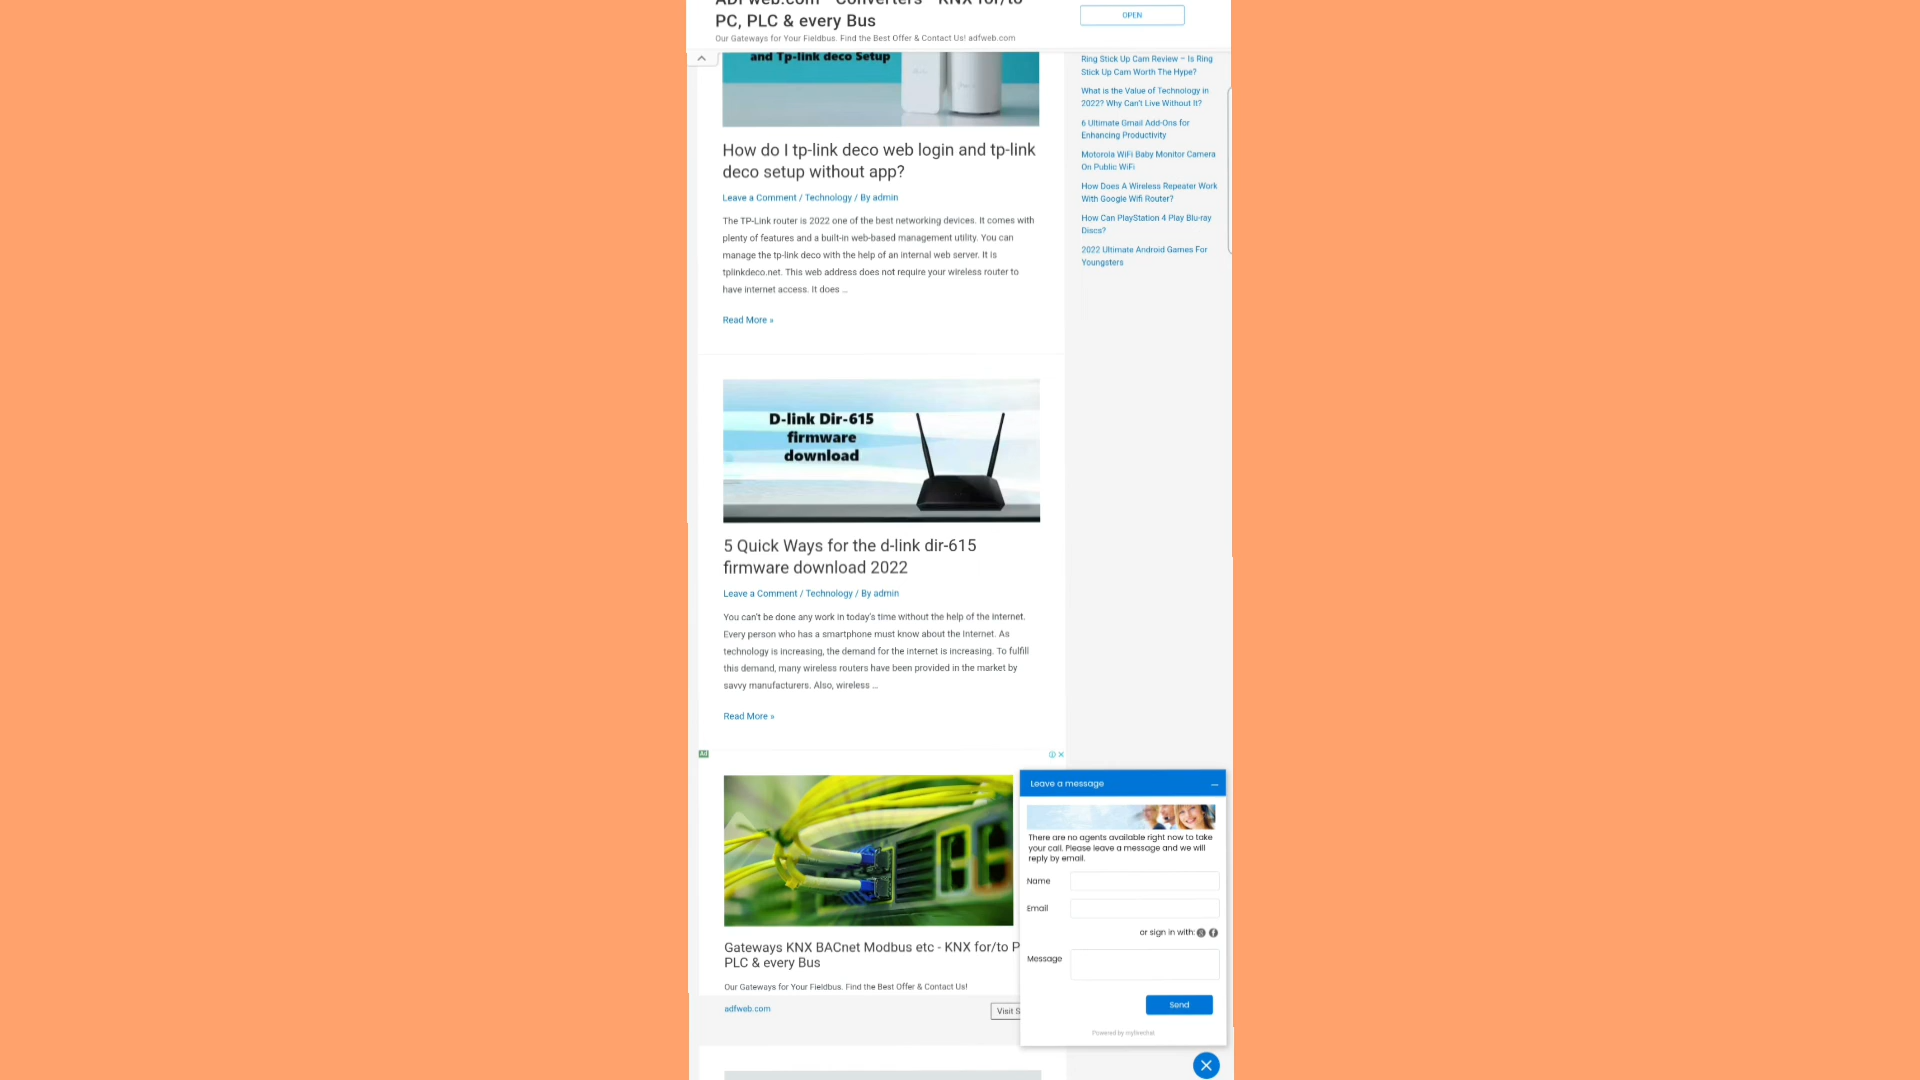 PC, PLC & every Bus
Our Gateways for Your Fieldbus. Find the Best Offer & Contact Us! adfweb.com
OPEN
and Tp-link deco Setup
How do I tp-link deco web login and tp-link
deco setup without app?
Leave a Comment / Technology / By admin
The TP-Link router is 2022 one of the best networking devices. It comes with
plenty of features and a built-in web-based management utility. You can
manage the tp-link deco with the help of an internal web server. It is
tplinkdeco.net. This web address does not require your wireless router to
have internet access. It does ...
Read More »
D-link Dir-615
firmware
download
5 Quick Ways for the d-link dir-615
firmware download 2022
Leave a Comment / Technology / By admin
You can't be done any work in today's time without the help of the internet.
Every person who has a smartphone must know about the Internet. As
technology is increasing, the demand for the internet is increasing. To fulfill
this demand, many wireless routers have been provided in the market by
savvy manufacturers. Also, wireless ...
Read More »
Ad
Gateways KNX BACnet Modbus etc - KNX for/to P
PLC & every Bus
Our Gateways for Your Fieldbus. Find the Best Offer & Contact Us!
adfweb.com
Visit S
Ring Stick Up Cam Review – Is Ring
Stick Up Cam Worth The Hype?
What is the Value of Technology in
2022? Why Can't Live Without It?
6 Ultimate Gmail Add-Ons for
Enhancing Productivity
Motorola WiFi Baby Monitor Camera
On Public WiFi
How Does A Wireless Repeater Work
With Google Wifi Router?
How Can PlayStation 4 Play Blu-ray
Discs?
2022 Ultimate Android Games For
Youngsters
Leave a message
There are no agents available right now to take
your call. Please leave a message and we will
reply by email.
Name
Email
or sign in with:
Message
Send
Powered by mylivechat